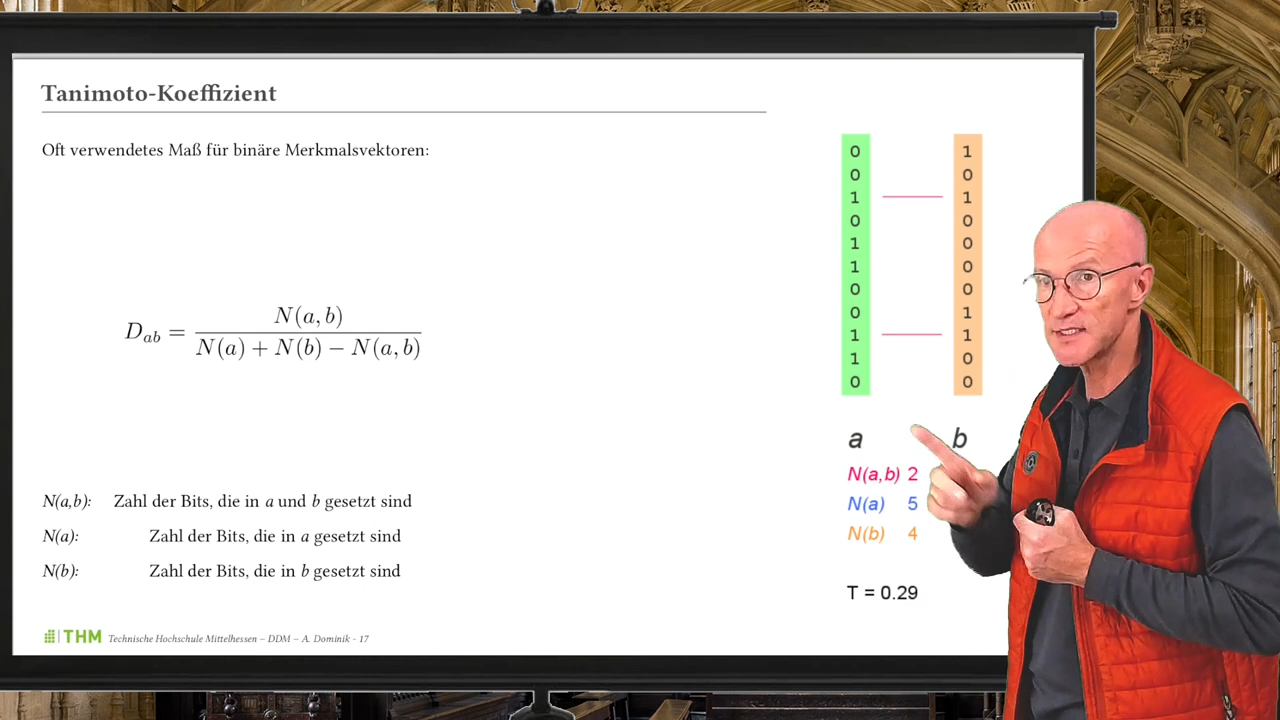 Tanimoto-Koeffizient
Oft verwendetes Maß für binäre Merkmalsvektoren:
D_ab = N(a, b) / (N(a) + N(b) − N(a, b))
N(a,b): Zahl der Bits, die in a und b gesetzt sind
N(a): Zahl der Bits, die in a gesetzt sind
N(b): Zahl der Bits, die in b gesetzt sind
THM Technische Hochschule Mittelhessen – DDM – A. Dominik - 17
0 1
0 0
1 1
0 0
1 0
1 0
0 0
0 1
1 1
1 0
0 0
a b
N(a,b) 2
N(a) 5
N(b) 4
T = 0.29